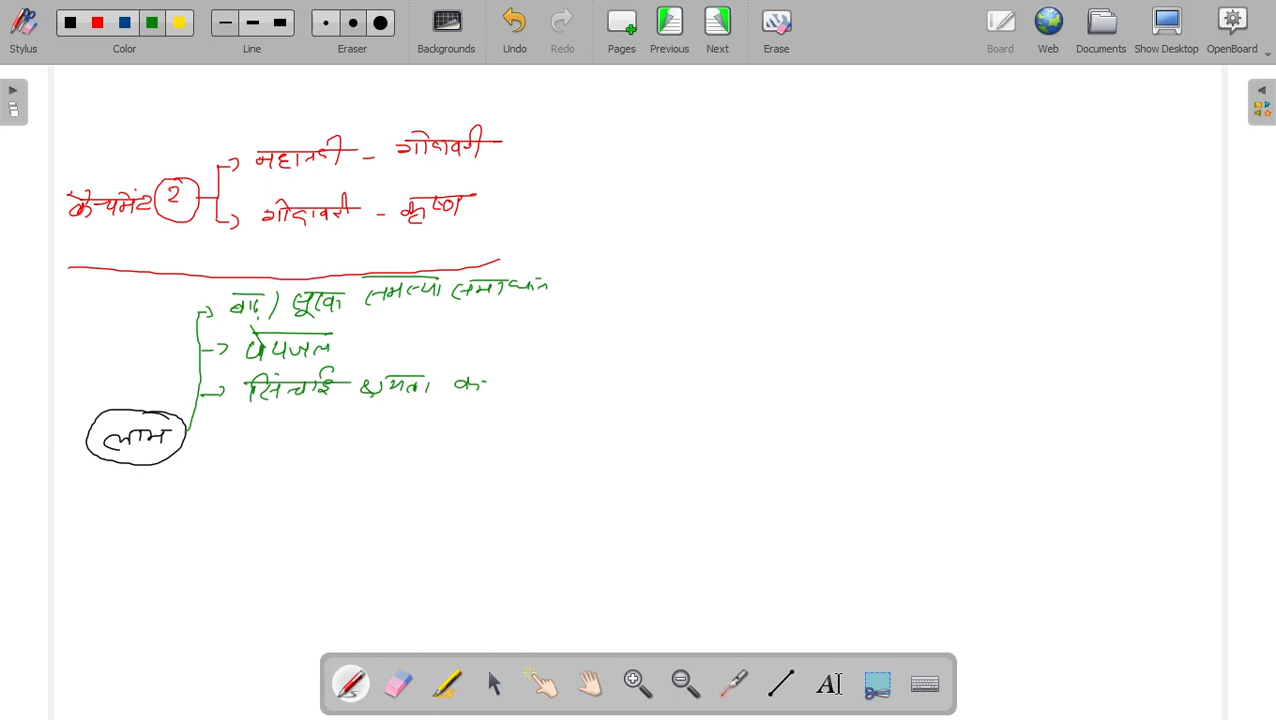 Stylus Color Line Eraser Backgrounds Undo Redo Pages Previous Next Erase Board Web Documents Show Desktop OpenBoard
महानदी - गोदावरी
2
गोदावरी - कृष्णा
बाढ़ / सूखे समस्या समाधान
पेयजल
सिंचाई क्षमता
लाभ